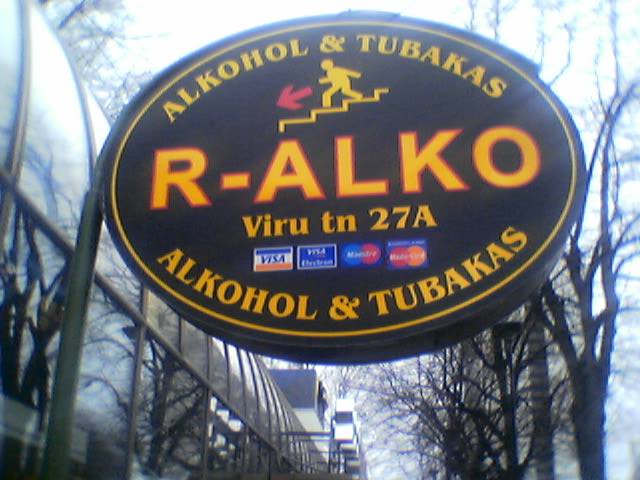 ALKOHOL & TUBAKAS
R-ALKO
Viru tn 27A
VISA VISA Electron Maestro MasterCard
ALKOHOL & TUBAKAS